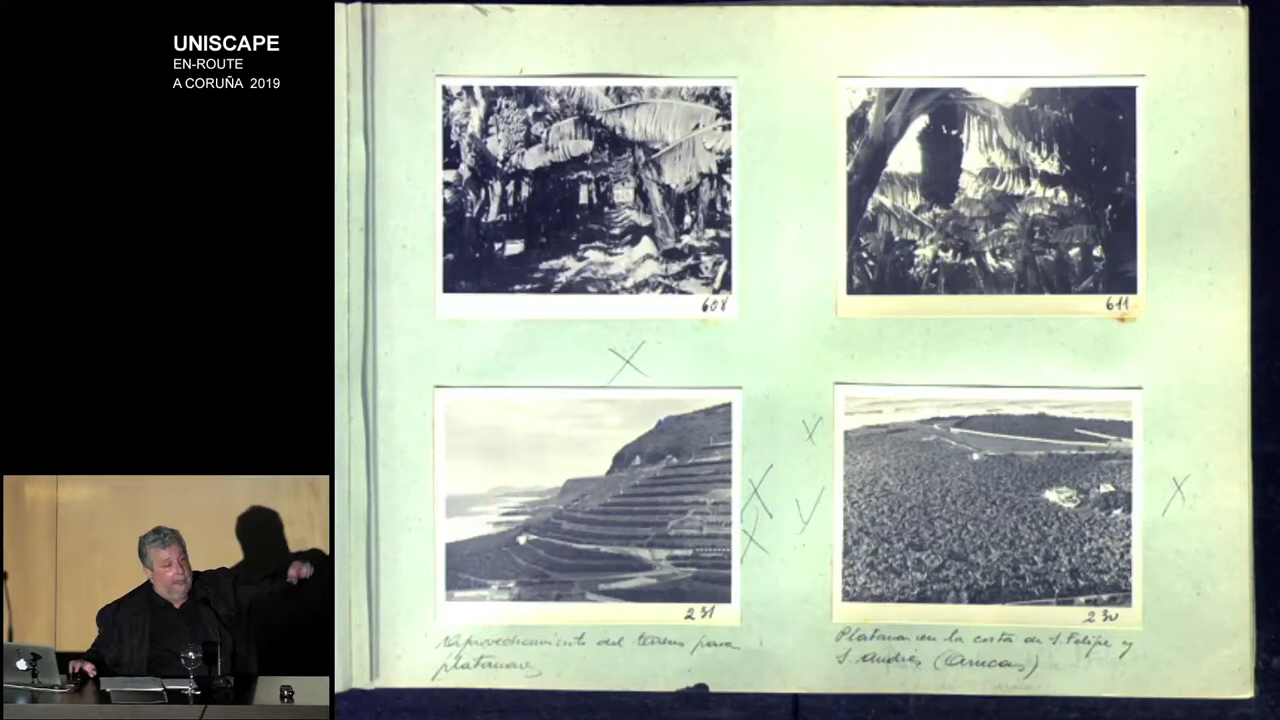 UNISCAPE
EN-ROUTE
A CORUÑA 2019
608
611
231
230
Aprovechamiento del terreno para
plataneras
Plataneras en la costa de S. Felipe y
S. Andrés (Arucas)